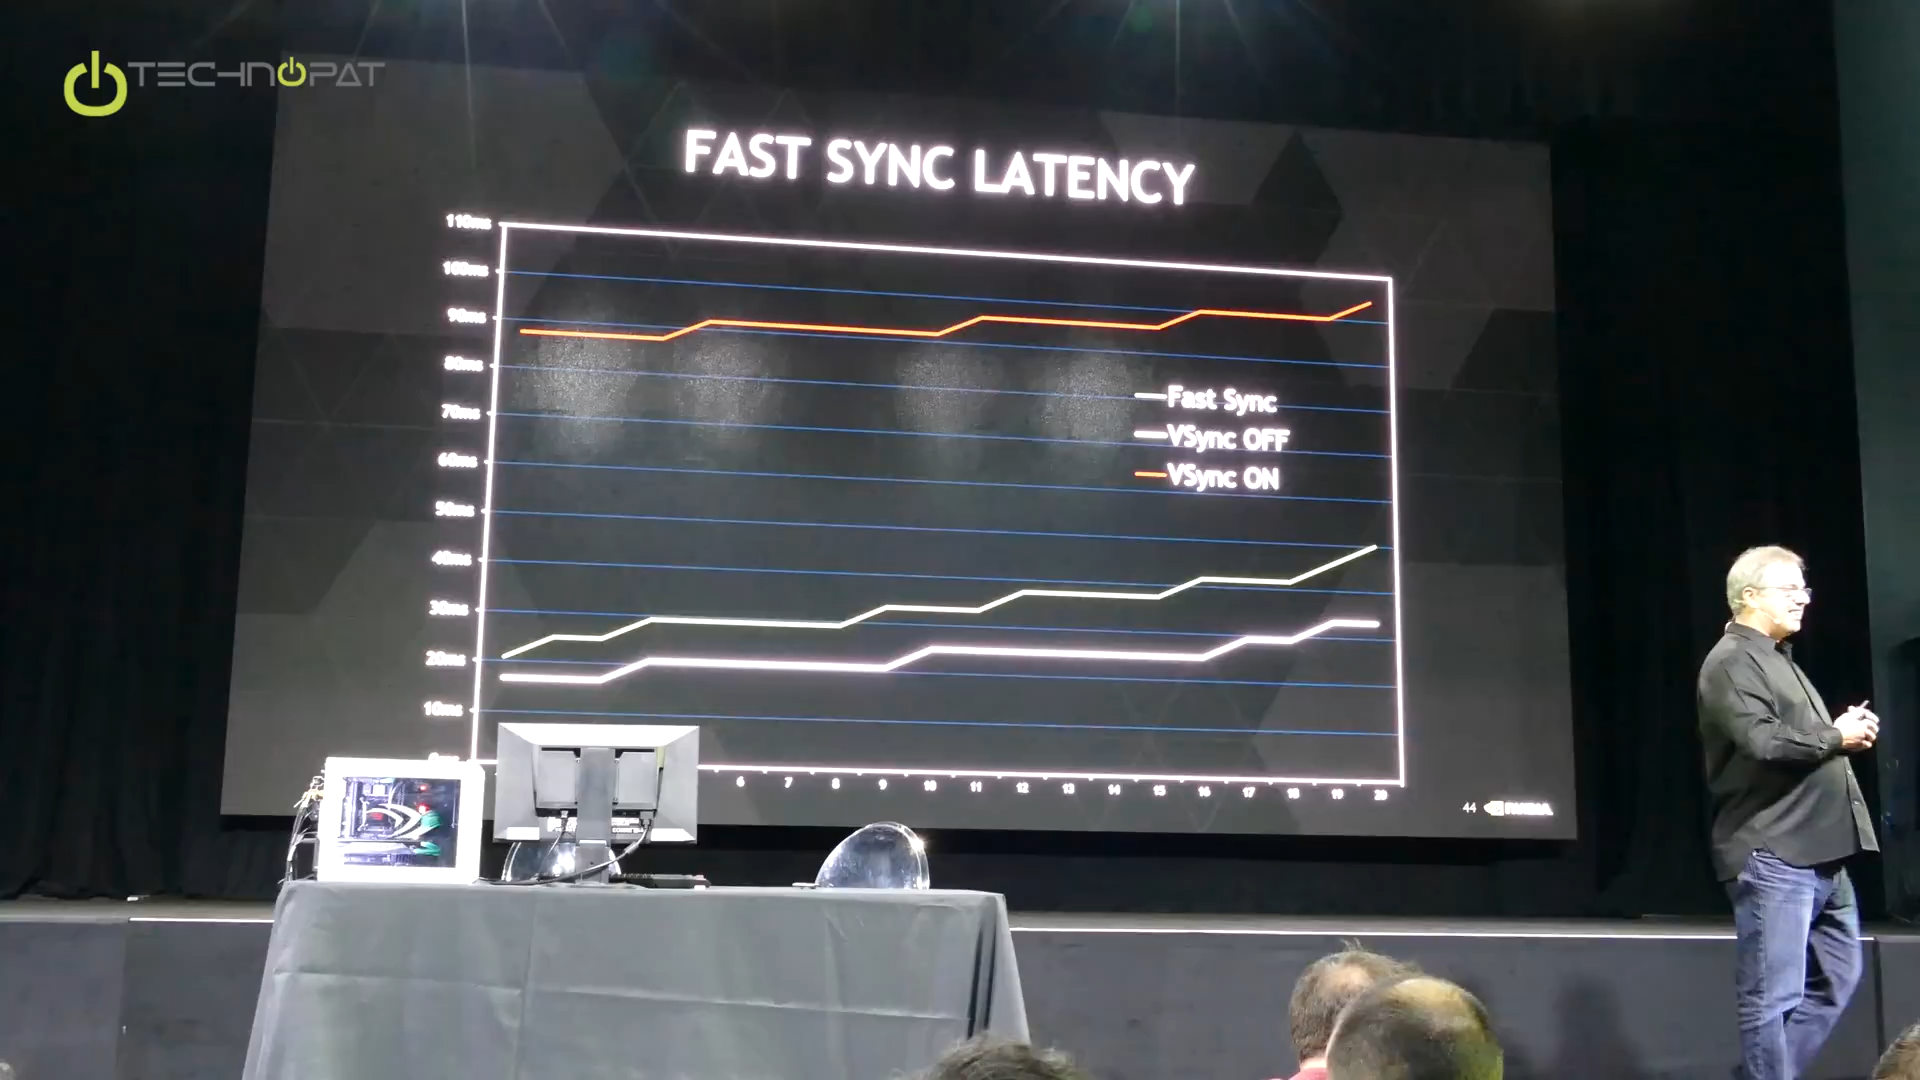 TECHNOPAT
FAST SYNC LATENCY
110ms
100ms
90ms
80ms
70ms
60ms
50ms
40ms
30ms
20ms
10ms
Fast Sync
VSync OFF
VSync ON
6 7 8 9 10 11 12 13 14 15 16 17 18 19 20
44 NVIDIA